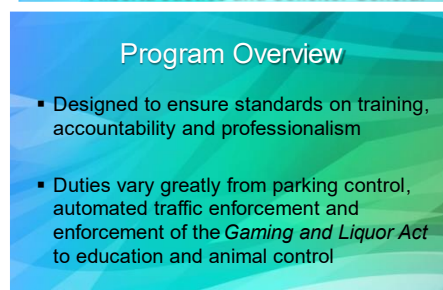 Program Overview
▪ Designed to ensure standards on training,
accountability and professionalism
▪ Duties vary greatly from parking control,
automated traffic enforcement and
enforcement of the Gaming and Liquor Act
to education and animal control